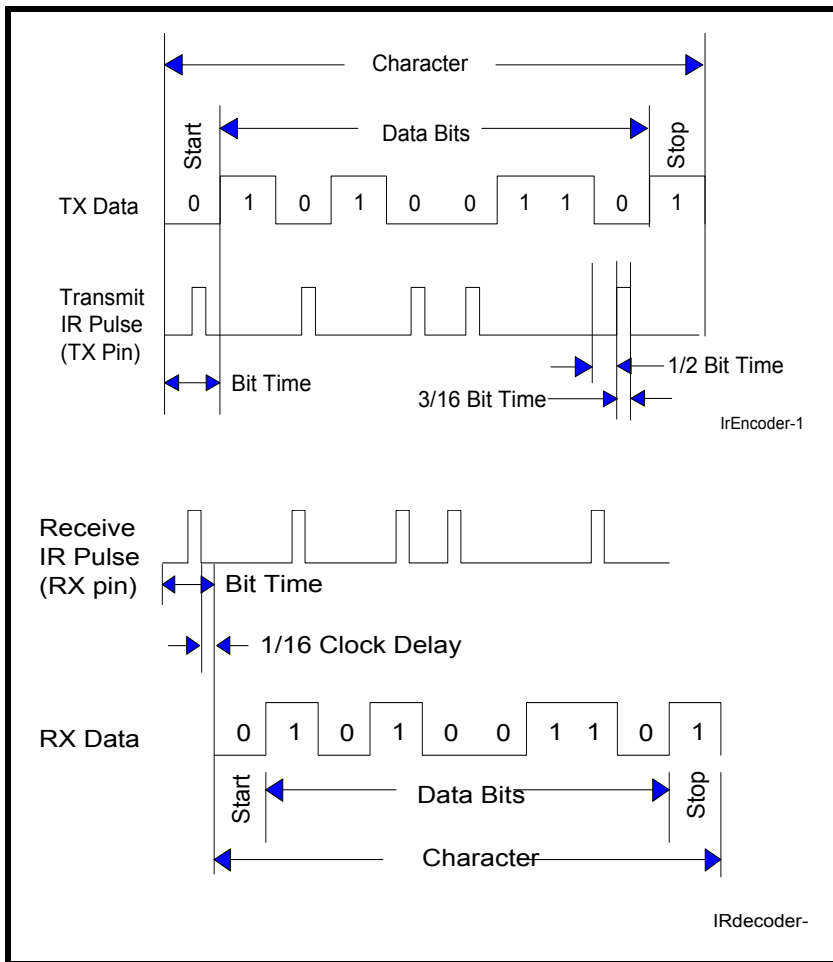 Character
Start
Data Bits
Stop
TX Data
0 1 0 1 0 0 1 1 0 1
Transmit
IR Pulse
(TX Pin)
Bit Time
1/2 Bit Time
3/16 Bit Time
IrEncoder-1
Receive
IR Pulse
(RX pin)
Bit Time
1/16 Clock Delay
RX Data
0 1 0 1 0 0 1 1 0 1
Start
Data Bits
Stop
Character
IRdecoder-